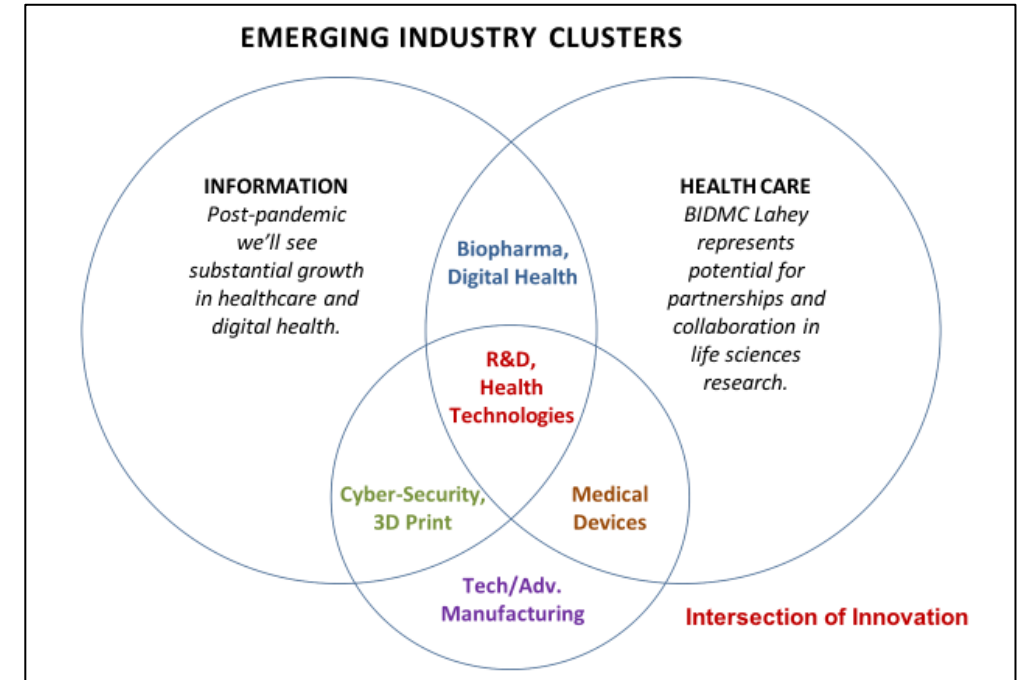 EMERGING INDUSTRY CLUSTERS
INFORMATION
Post-pandemic
we’ll see
substantial growth
in healthcare and
digital health.
Biopharma,
Digital Health
HEALTH CARE
BIDMC Lahey
represents
potential for
partnerships and
collaboration in
life sciences
research.
R&D,
Health
Technologies
Cyber-Security,
3D Print
Medical
Devices
Tech/Adv.
Manufacturing
Intersection of Innovation